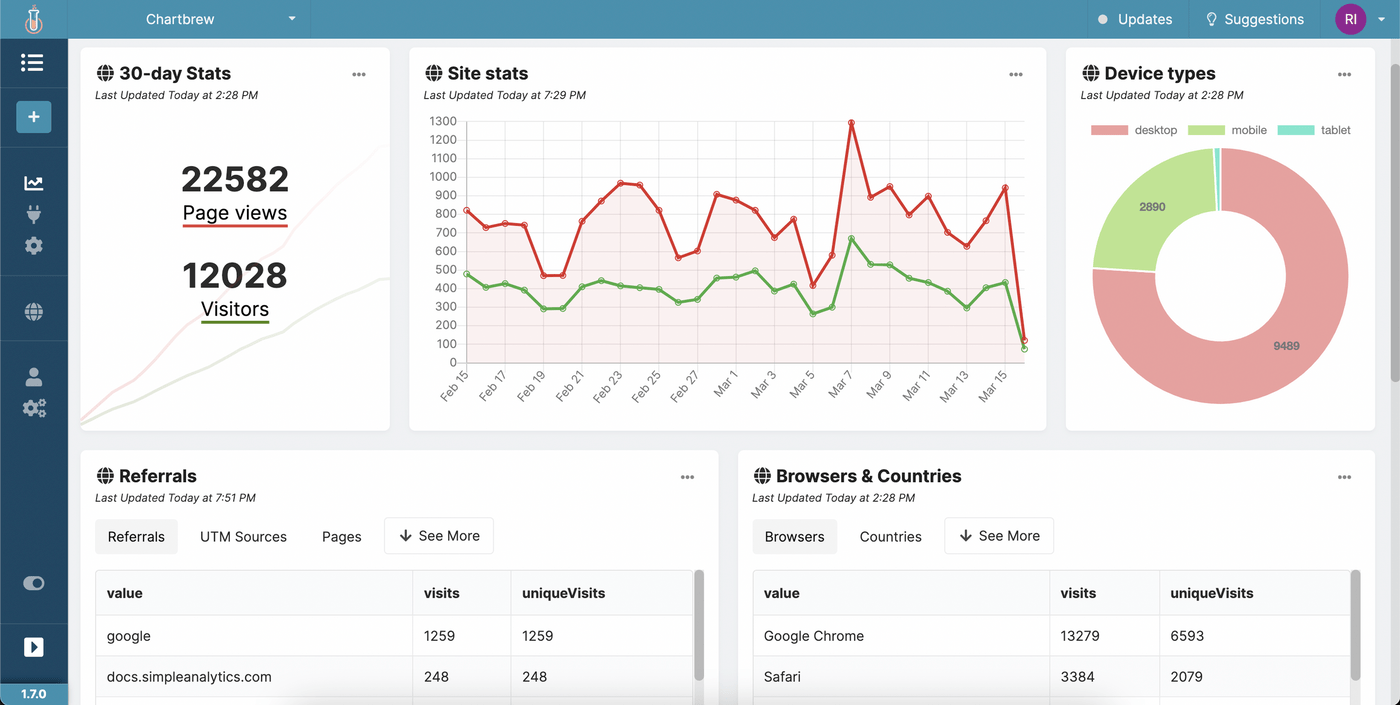 Chartbrew
Updates
Suggestions
RI
30-day Stats
Last Updated Today at 2:28 PM
22582
Page views
12028
Visitors
Site stats
Last Updated Today at 7:29 PM
1300
1200
1100
1000
900
800
700
600
500
400
300
200
100
0
Feb 15 Feb 17 Feb 19 Feb 21 Feb 23 Feb 25 Feb 27 Mar 1 Mar 3 Mar 5 Mar 7 Mar 9 Mar 11 Mar 13 Mar 15
Device types
Last Updated Today at 2:28 PM
desktop mobile tablet
2890
9489
Referrals
Last Updated Today at 7:51 PM
Referrals UTM Sources Pages See More
value visits uniqueVisits
google 1259 1259
docs.simpleanalytics.com 248 248
Browsers & Countries
Last Updated Today at 2:28 PM
Browsers Countries See More
value visits uniqueVisits
Google Chrome 13279 6593
Safari 3384 2079
1.7.0